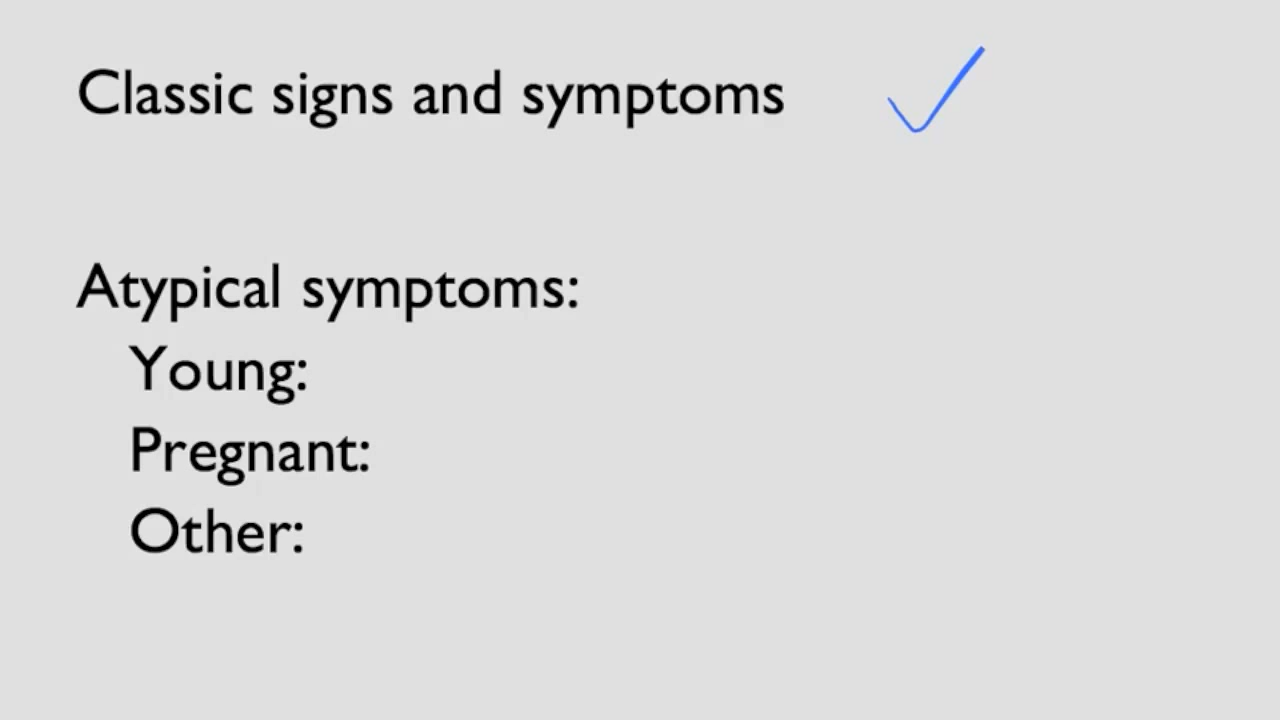 Classic signs and symptoms
Atypical symptoms:
Young:
Pregnant:
Other: